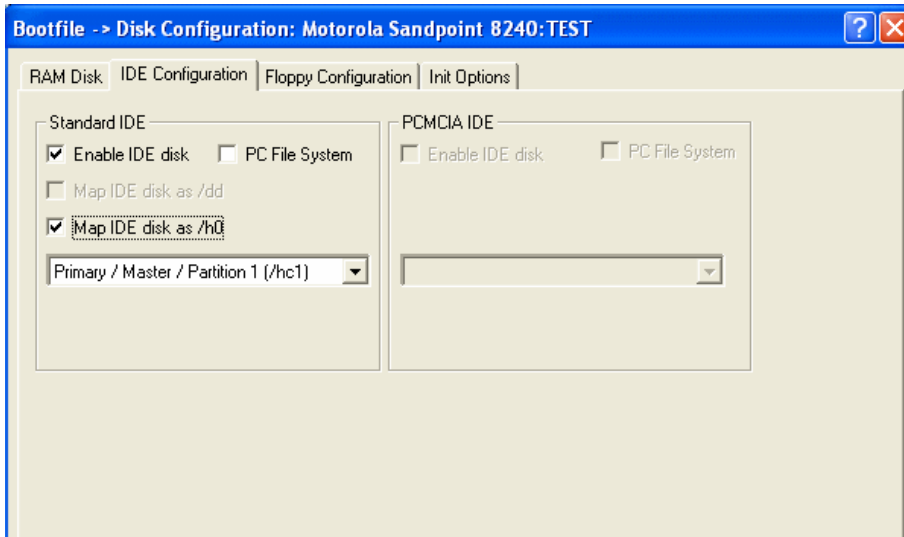 Bootfile -> Disk Configuration: Motorola Sandpoint 8240:TEST
RAM Disk IDE Configuration Floppy Configuration Init Options
Standard IDE
Enable IDE disk PC File System
Map IDE disk as /dd
Map IDE disk as /h0
Primary / Master / Partition 1 (/hc1)
PCMCIA IDE
Enable IDE disk PC File System